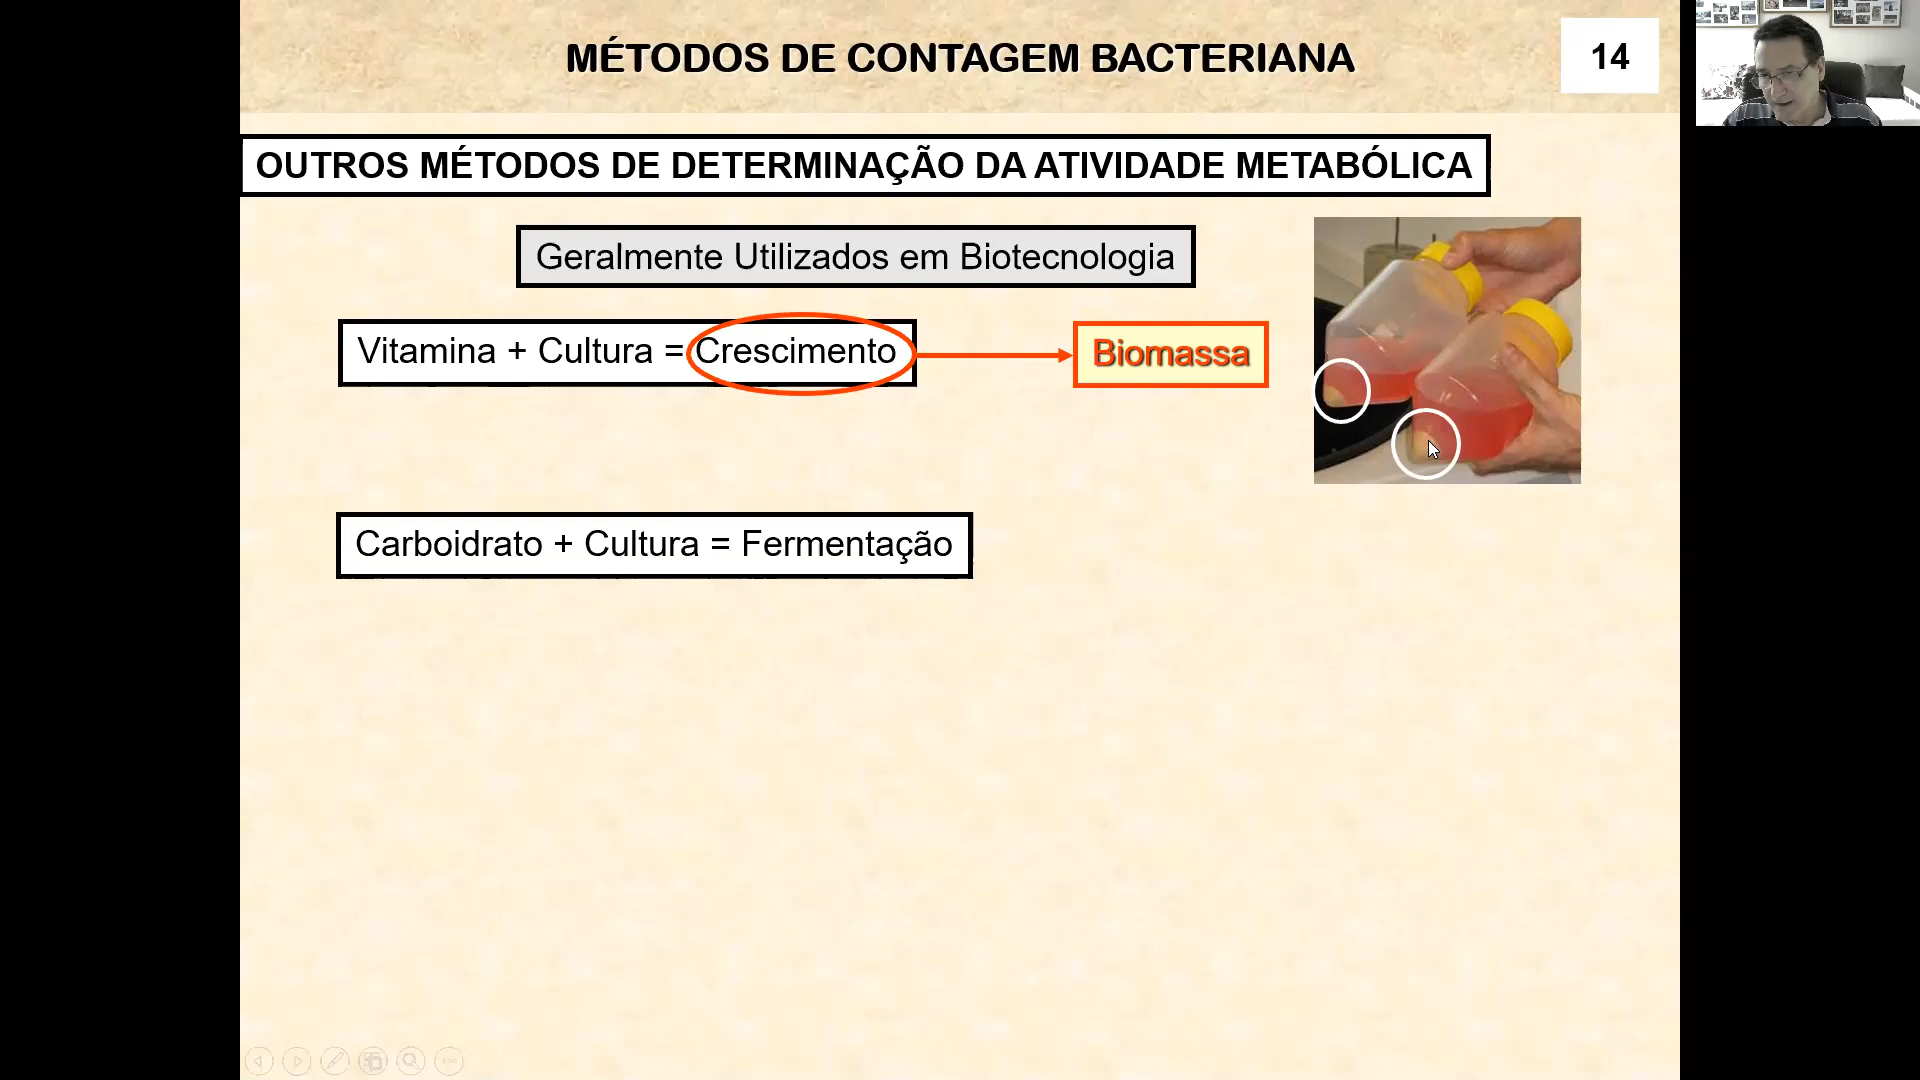 MÉTODOS DE CONTAGEM BACTERIANA
14
OUTROS MÉTODOS DE DETERMINAÇÃO DA ATIVIDADE METABÓLICA
Geralmente Utilizados em Biotecnologia
Vitamina + Cultura = Crescimento
Biomassa
Carboidrato + Cultura = Fermentação